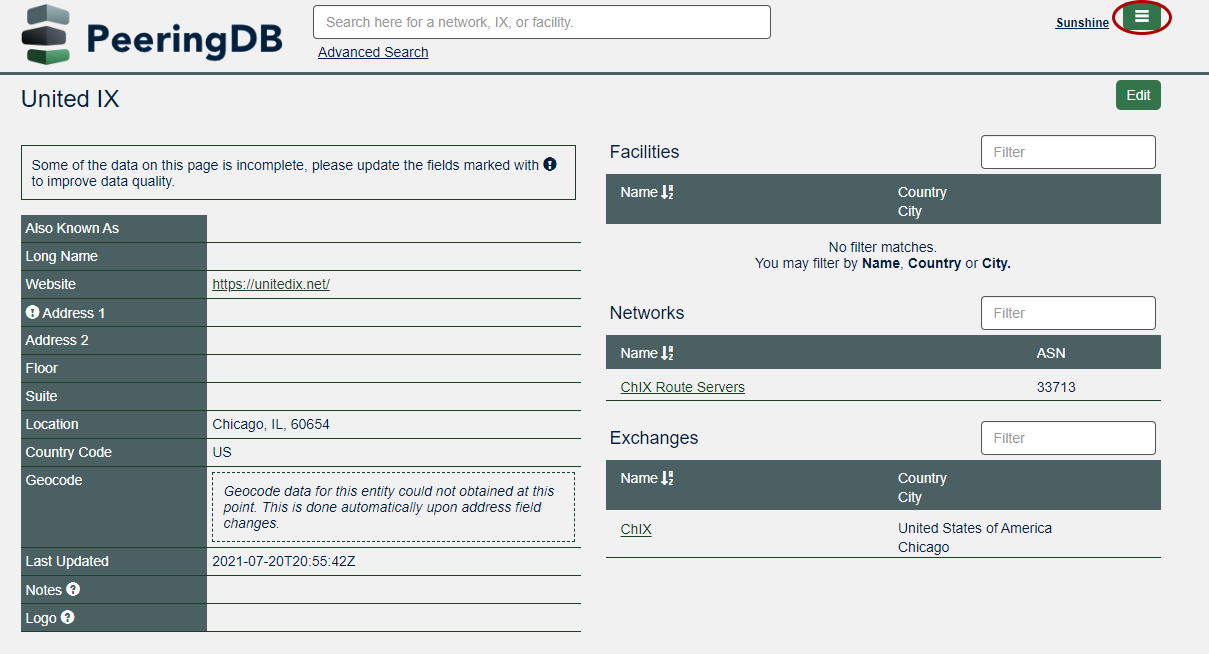 PeeringDB
Search here for a network, IX, or facility.
Advanced Search
Sunshine
United IX
Edit
Some of the data on this page is incomplete, please update the fields marked with !
to improve data quality.
Also Known As
Long Name
Website https://unitedix.net/
! Address 1
Address 2
Floor
Suite
Location Chicago, IL, 60654
Country Code US
Geocode
Geocode data for this entity could not obtained at this
point. This is done automatically upon address field
changes.
Last Updated 2021-07-20T20:55:42Z
Notes ?
Logo ?
Facilities
Filter
Name Country
City
No filter matches.
You may filter by Name, Country or City.
Networks
Filter
Name ASN
ChIX Route Servers 33713
Exchanges
Filter
Name Country
City
ChIX United States of America
Chicago